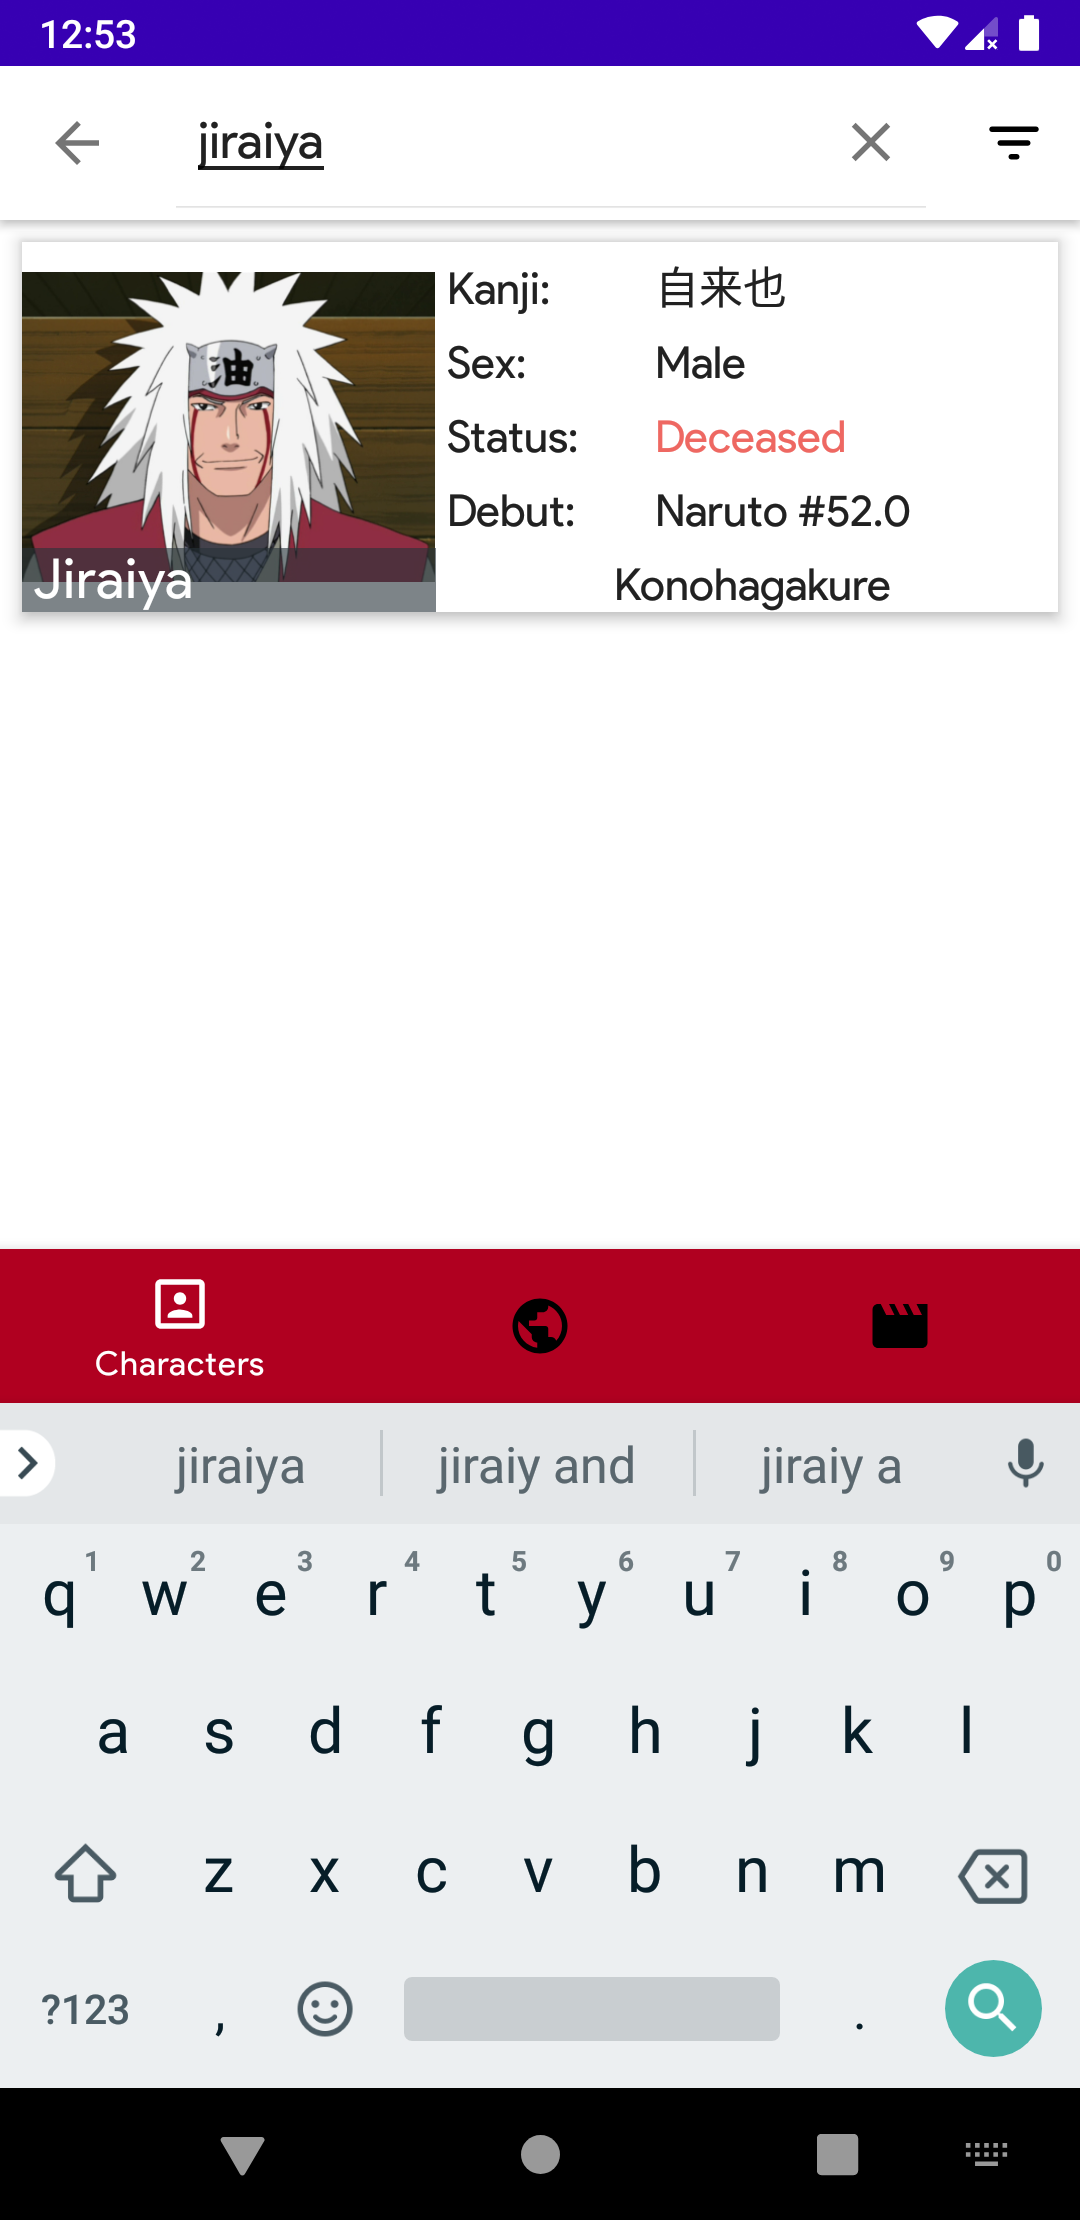 12:53
jiraiya
油
Kanji: 自来也
Sex: Male
Status: Deceased
Debut: Naruto #52.0
Jiraiya
Konohagakure
Characters
jiraiya jiraiy and jiraiy a
1 2 3 4 5 6 7 8 9 0
q w e r t y u i o p
a s d f g h j k l
z x c v b n m
?123 , .